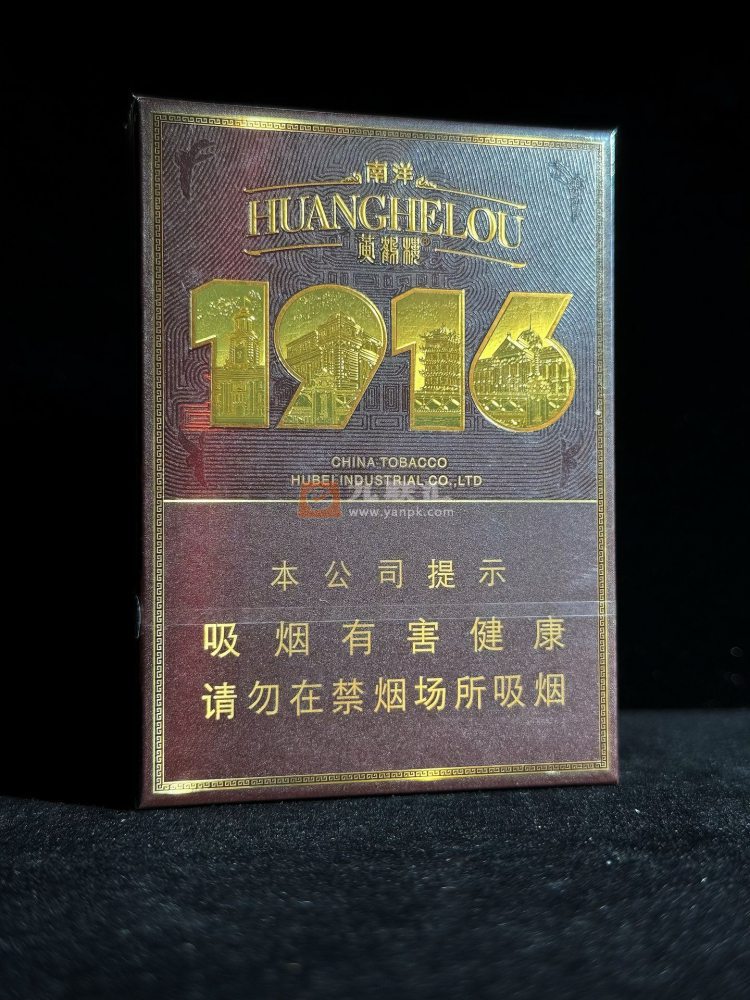 南洋
HUANGHELOU
黄鹤楼®
1916
CHINA TOBACCO
HUBEI INDUSTRIAL CO.,LTD
www.yanpk.com
本公司提示
吸烟有害健康
请勿在禁烟场所吸烟